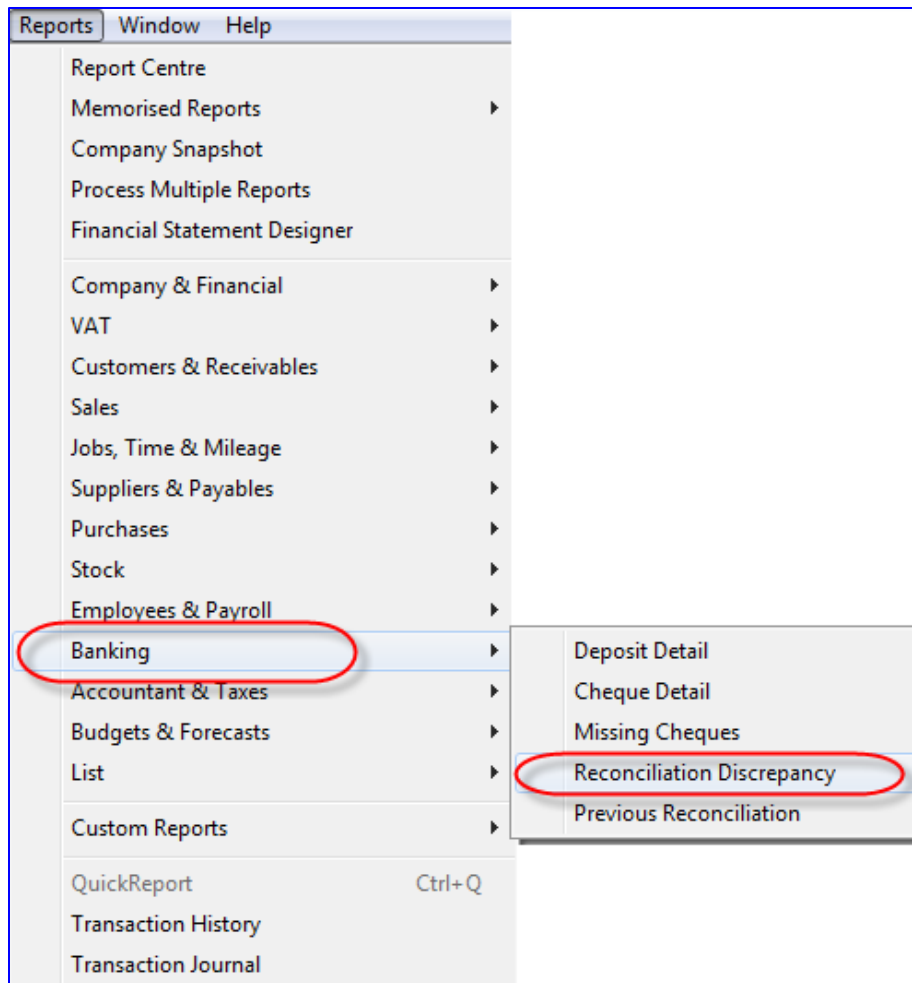 Reports Window Help
Report Centre
Memorised Reports
Company Snapshot
Process Multiple Reports
Financial Statement Designer
Company & Financial
VAT
Customers & Receivables
Sales
Jobs, Time & Mileage
Suppliers & Payables
Purchases
Stock
Employees & Payroll
Banking
Accountant & Taxes
Budgets & Forecasts
List
Custom Reports
QuickReport Ctrl+Q
Transaction History
Transaction Journal
Deposit Detail
Cheque Detail
Missing Cheques
Reconciliation Discrepancy
Previous Reconciliation